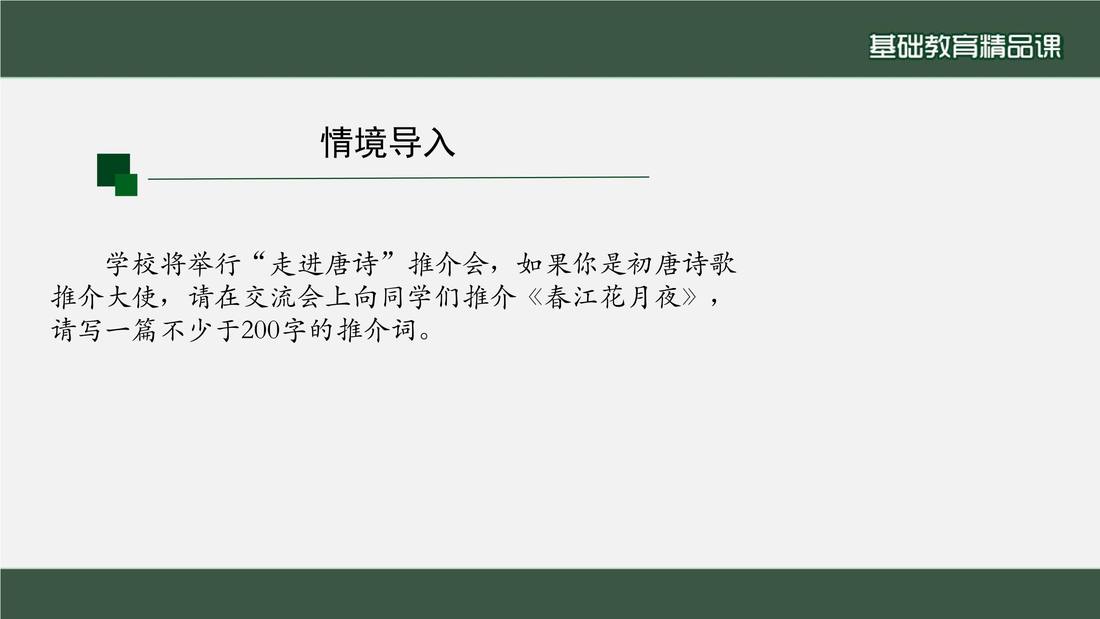 基础教育精品课
情境导入
学校将举行“走进唐诗”推介会，如果你是初唐诗歌
推介大使，请在交流会上向同学们推介《春江花月夜》，
请写一篇不少于200字的推介词。